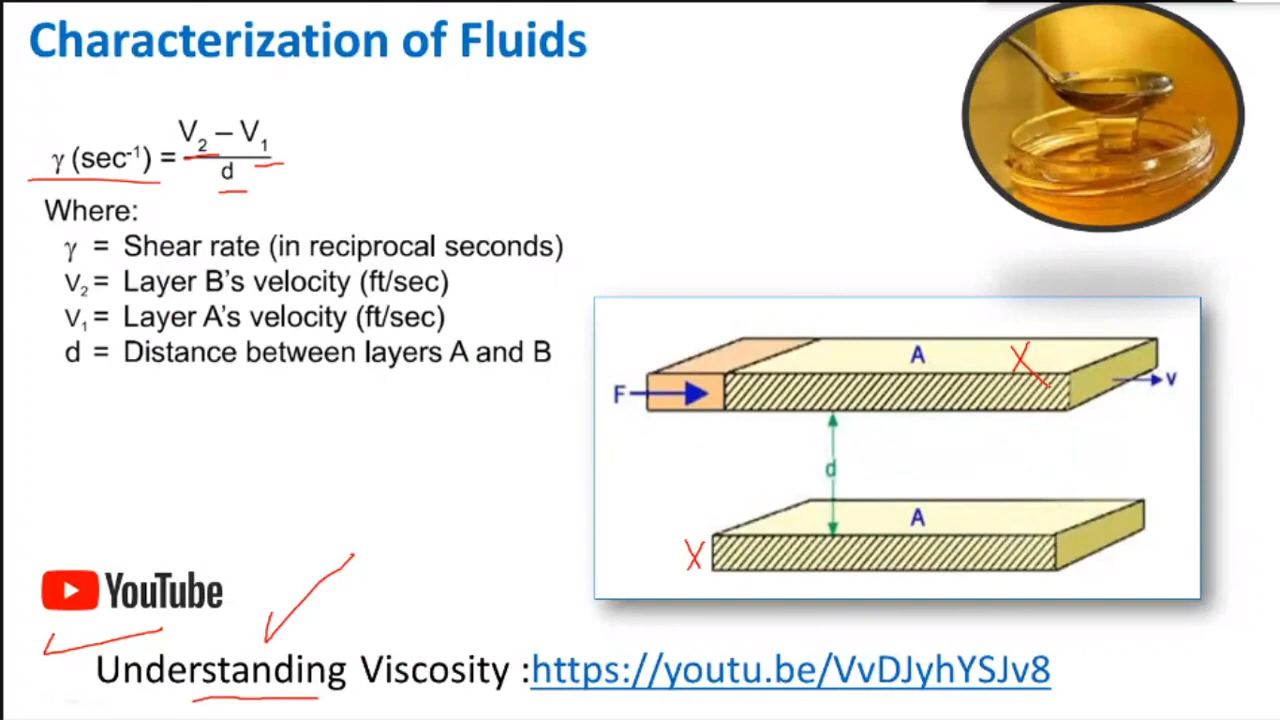 Characterization of Fluids
γ (sec⁻¹) = V₂ – V₁
d
Where:
γ = Shear rate (in reciprocal seconds)
V₂ = Layer B's velocity (ft/sec)
V₁ = Layer A's velocity (ft/sec)
d = Distance between layers A and B
A
F
v
d
A
YouTube
Understanding Viscosity :https://youtu.be/VvDJyhYSJv8